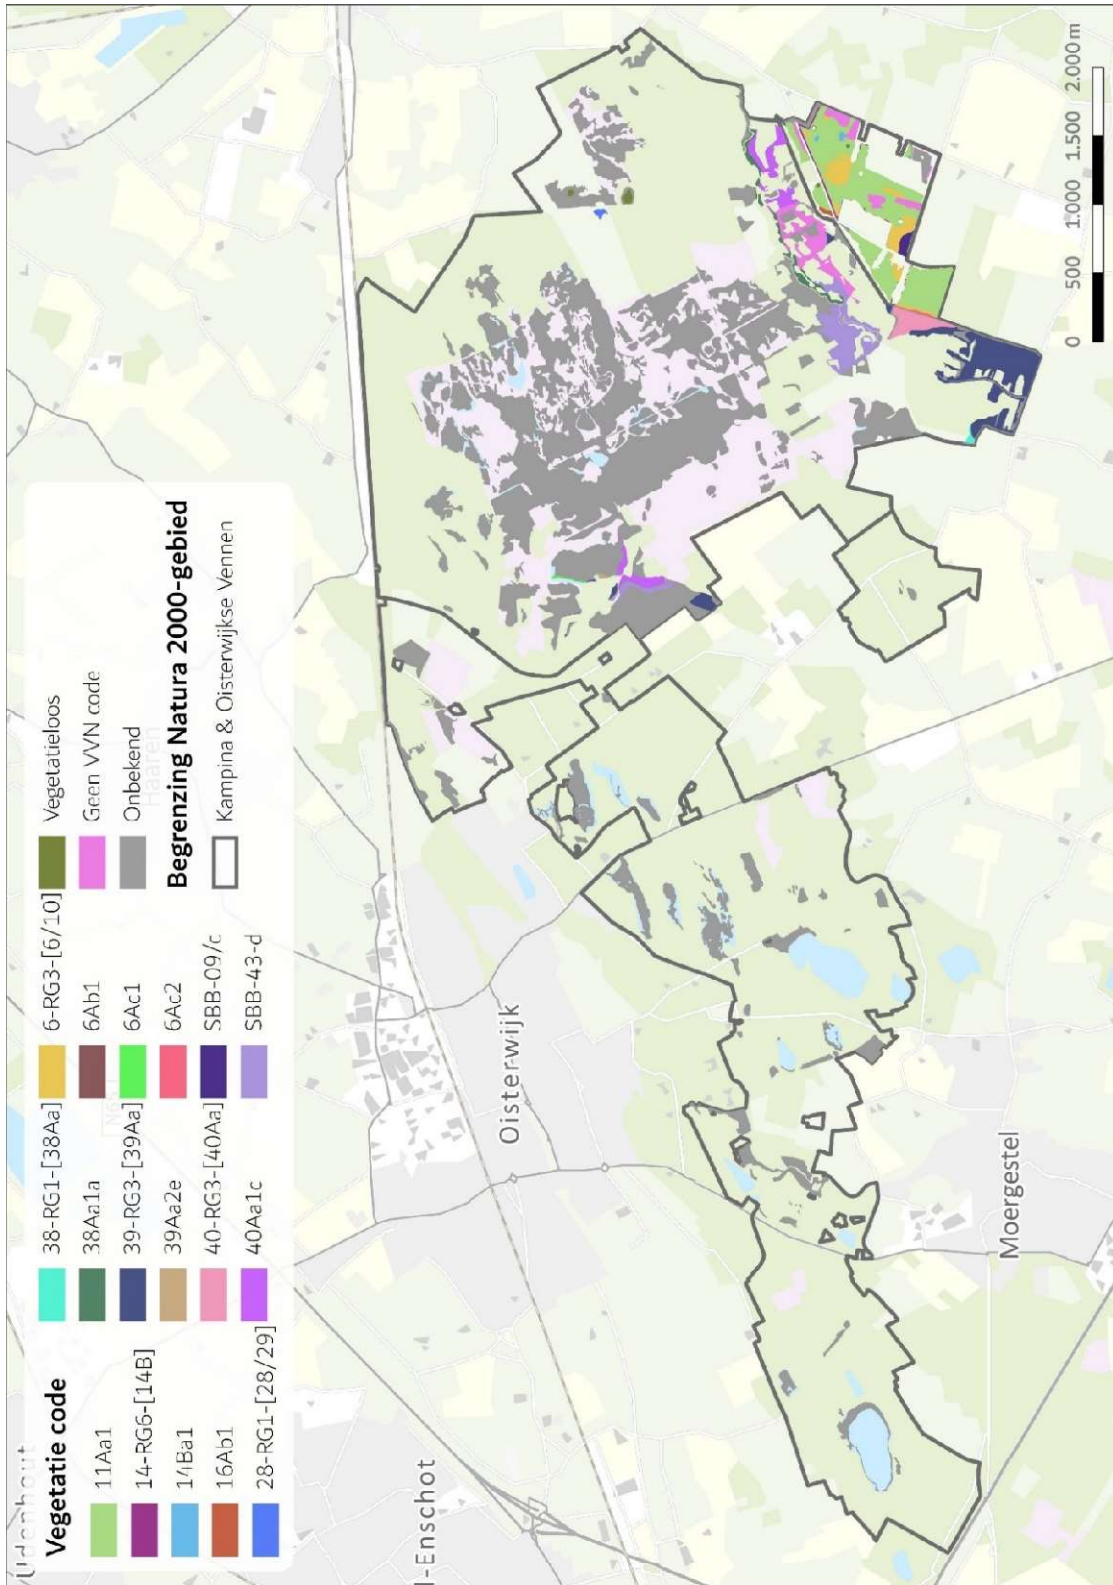 Udenhout
Vegetatie code
11Aa1
14-RG6-[14B]
14Ba1
16Ab1
28-RG1-[28/29]
38-RG1-[38Aa]
38Aa1a
39-RG3-[39Aa]
39Aa2e
40-RG3-[40Aa]
40Aa1c
6-RG3-[6/10]
6Ab1
6Ac1
6Ac2
SBB-09/c
SBB-43-d
Vegetatieloos
Geen VVN code
Onbekend
Begrenzing Natura 2000-gebied
Kampina & Oisterwijkse Vennen
Haaren
l-Enschot
Oisterwijk
Moergestel
0 500 1.000 1.500 2.000 m